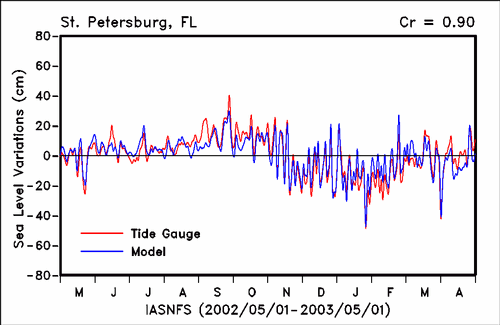 St. Petersburg, FL Cr = 0.90
80
60
40
20
0
-20
-40
-60
-80
Sea Level Variations (cm)
Tide Gauge
Model
M J J A S O N D J F M A
IASNFS (2002/05/01-2003/05/01)